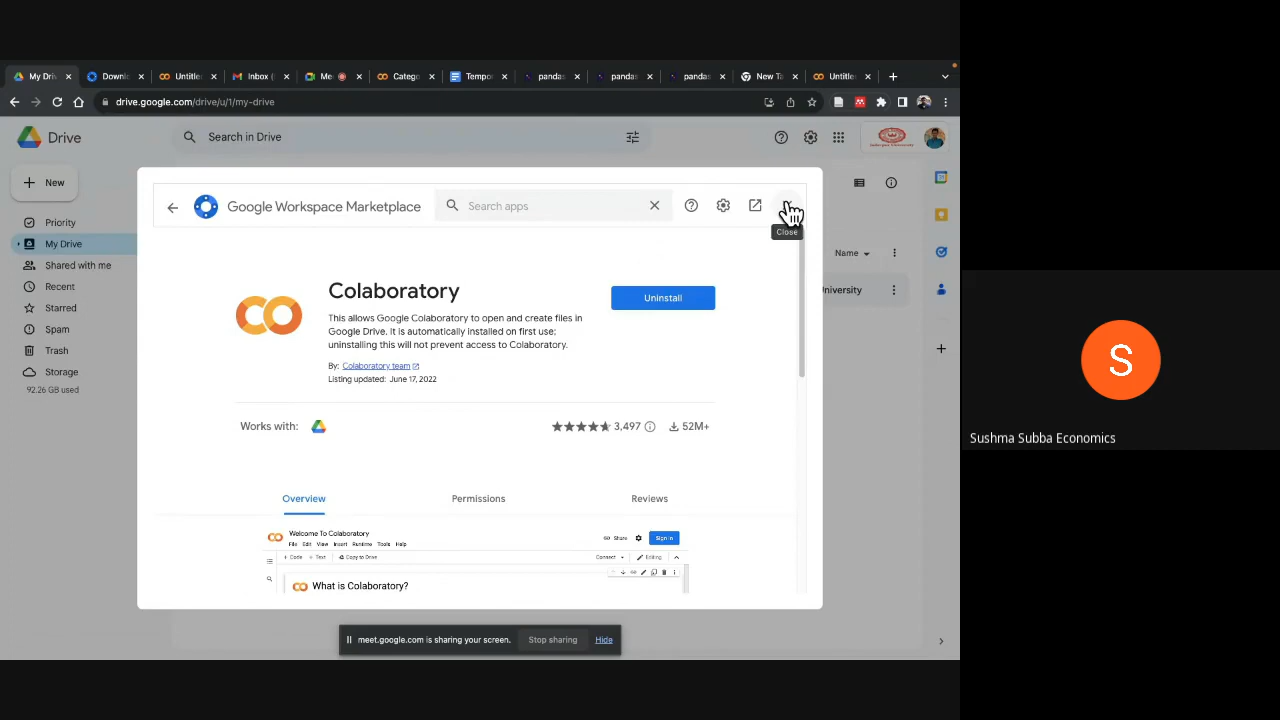 My Driv
Downlo
Untitle
Inbox (
Me
Catego
Tempor
pandas
pandas
pandas
New Ta
Untitle
drive.google.com/drive/u/1/my-drive
Drive
Search in Drive
New
Priority
My Drive
Shared with me
Recent
Starred
Spam
Trash
Storage
92.26 GB used
Name
University
Google Workspace Marketplace
Search apps
Close
Colaboratory
Uninstall
This allows Google Colaboratory to open and create files in
Google Drive. It is automatically installed on first use:
uninstalling this will not prevent access to Colaboratory.
By: Colaboratory team
Listing updated: June 17, 2022
Works with:
3,497
52M+
Overview Permissions Reviews
Welcome To Colaboratory
File Edit View Insert Runtime Tools Help
Share
Sign in
+ Code + Text Copy to Drive
Connect
Editing
What is Colaboratory?
meet.google.com is sharing your screen. Stop sharing Hide
S
Sushma Subba Economics